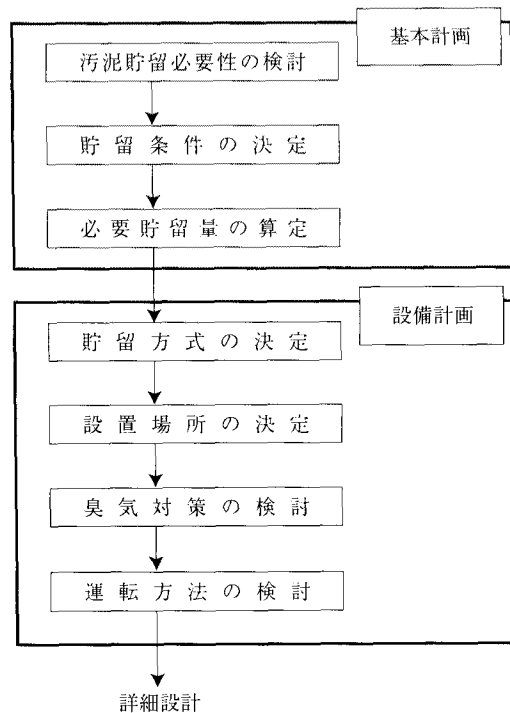 基本計画
汚泥貯留必要性の検討
貯留条件の決定
必要貯留量の算定
設備計画
貯留方式の決定
設置場所の決定
臭気対策の検討
運転方法の検討
詳細設計